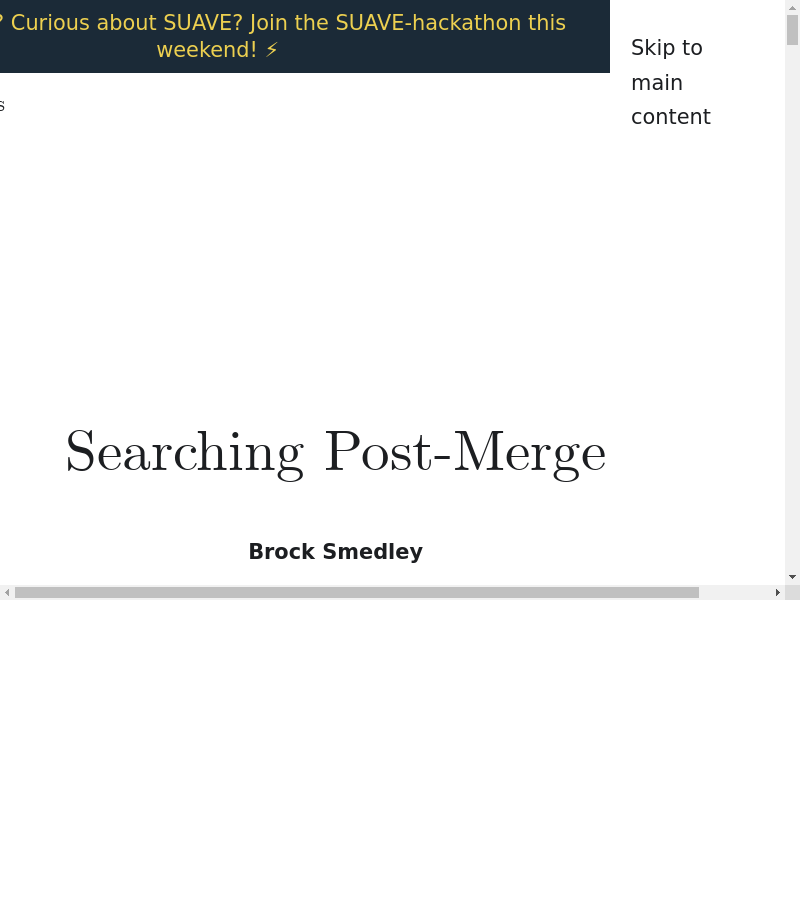 ? Curious about SUAVE? Join the SUAVE-hackathon this
weekend! ⚡
Skip to
main
content
s
Searching Post-Merge
Brock Smedley